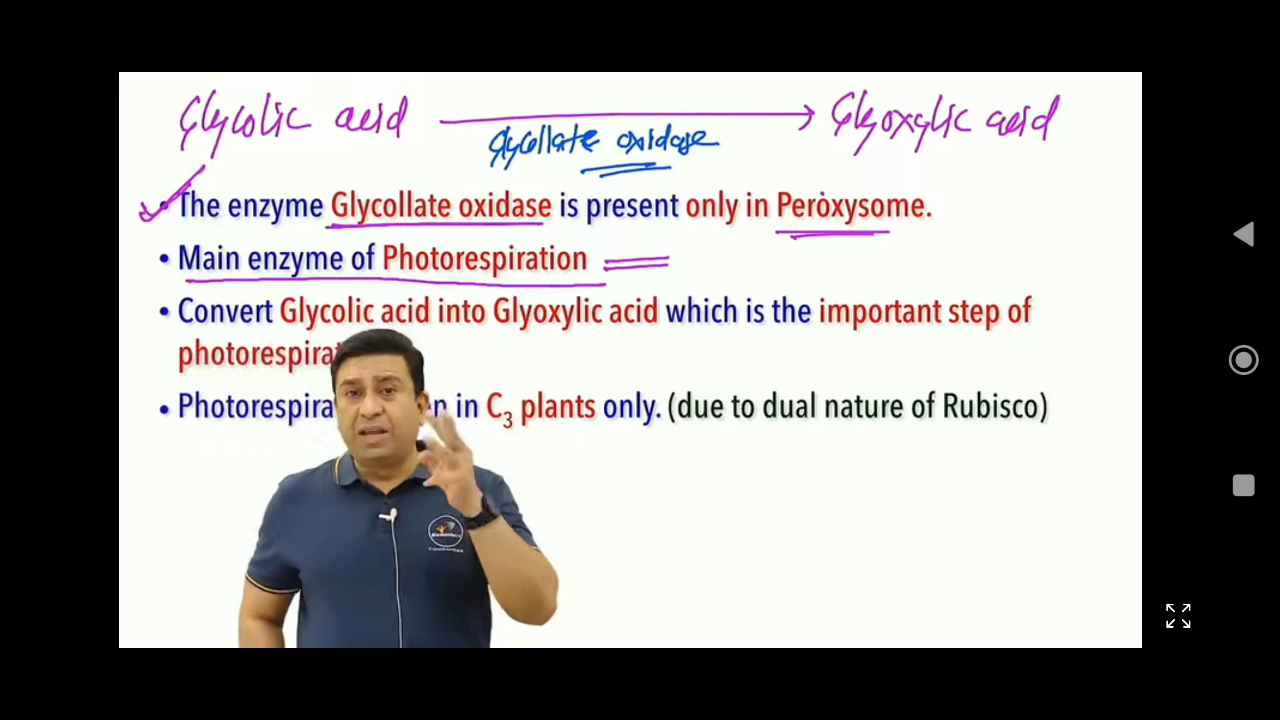 Glycolic acid → Glyoxylic acid
Glycollate oxidase
• The enzyme Glycollate oxidase is present only in Peroxysome.
• Main enzyme of Photorespiration
• Convert Glycolic acid into Glyoxylic acid which is the important step of
photorespirat
• Photorespira n in C3 plants only. (due to dual nature of Rubisco)